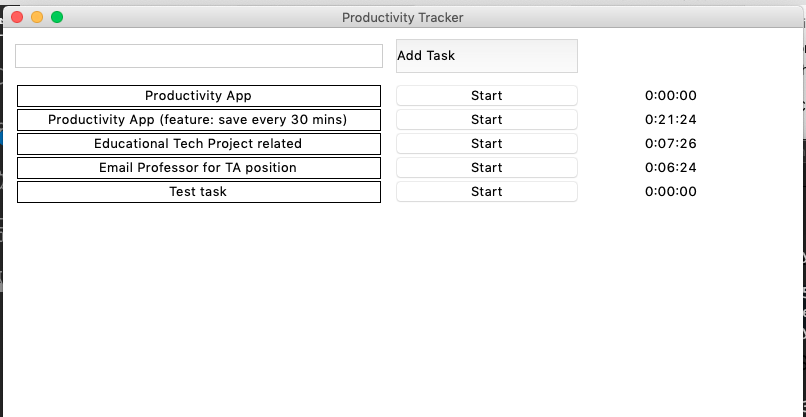 Productivity Tracker
Add Task
Productivity App Start 0:00:00
Productivity App (feature: save every 30 mins) Start 0:21:24
Educational Tech Project related Start 0:07:26
Email Professor for TA position Start 0:06:24
Test task Start 0:00:00